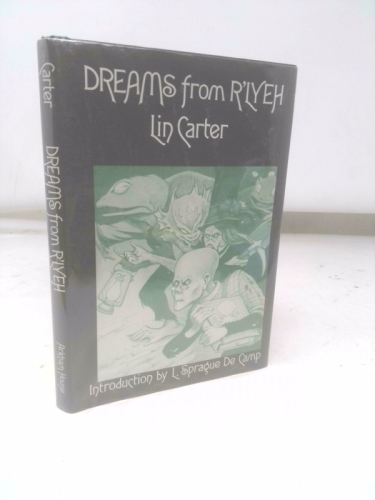 DREAMS from R'LYEH
Lin Carter
Introduction by L. Sprague De Camp
Carter
DREAMS from R'LYEH
Arkham House